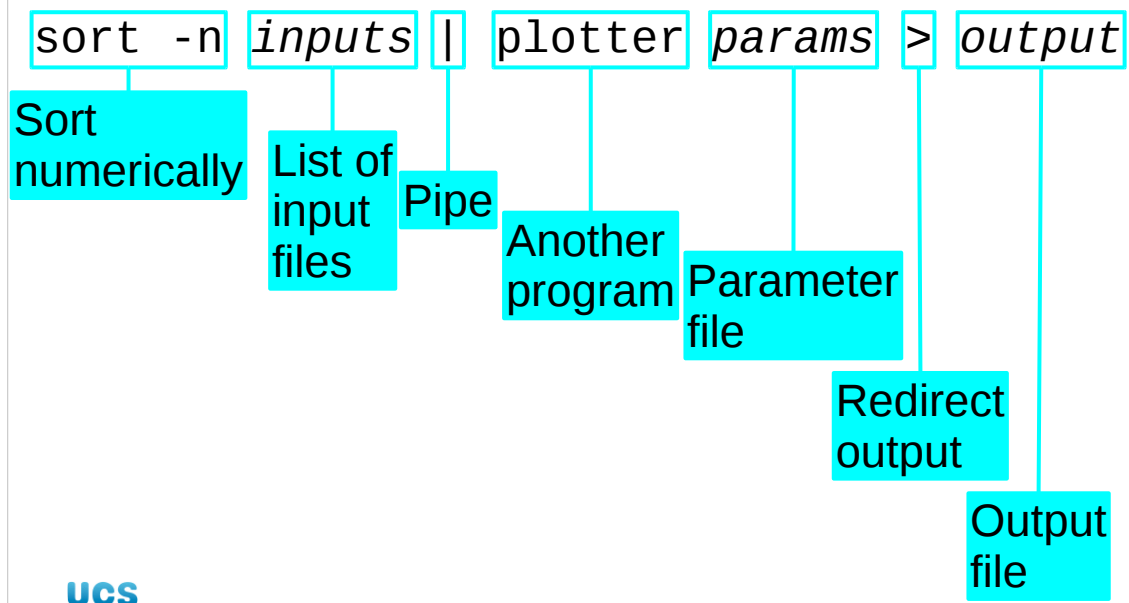 sort -n inputs | plotter params > output
Sort
numerically
List of
input
files
Pipe
Another
program
Parameter
file
Redirect
output
Output
file
UCS